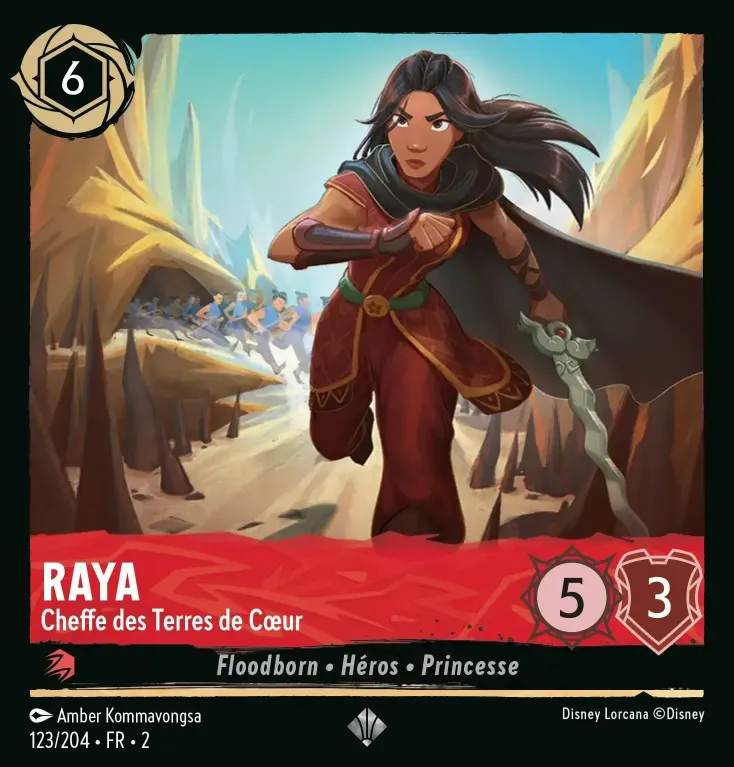 6
RAYA
Cheffe des Terres de Cœur
5
3
Floodborn • Héros • Princesse
Amber Kommavongsa
Disney Lorcana ©Disney
123/204 • FR • 2